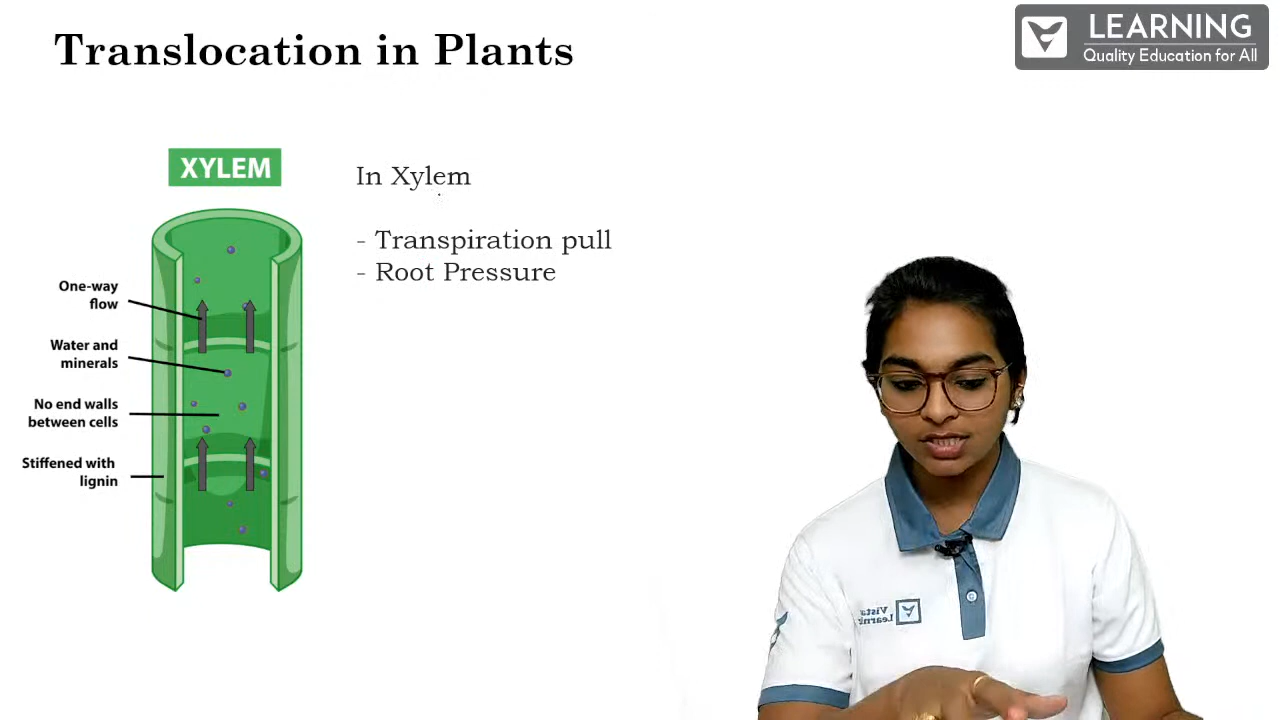 Translocation in Plants
LEARNING
Quality Education for All
XYLEM
In Xylem
- Transpiration pull
- Root Pressure
One-way
flow
Water and
minerals
No end walls
between cells
Stiffened with
lignin
Vista